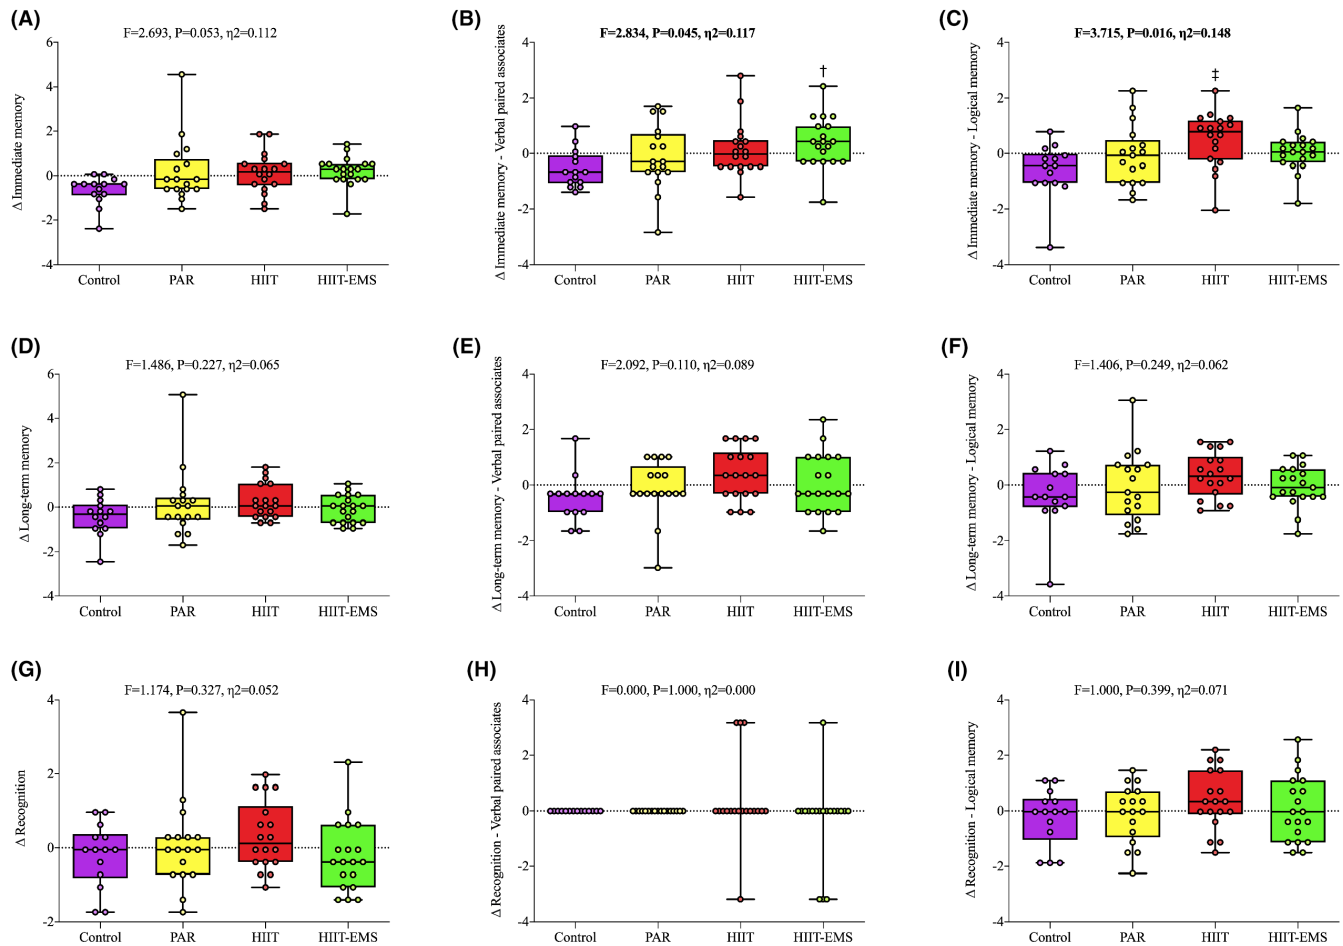 (A)
F=2.693, P=0.053, η2=0.112
Δ Immediate memory
6
4
2
0
-2
-4
Control PAR HIIT HIIT-EMS
(B)
F=2.834, P=0.045, η2=0.117
Δ Immediate memory - Verbal paired associates
4
2
0
-2
-4
†
Control PAR HIIT HIIT-EMS
(C)
F=3.715, P=0.016, η2=0.148
Δ Immediate memory - Logical memory
4
2
0
-2
-4
‡
Control PAR HIIT HIIT-EMS
(D)
F=1.486, P=0.227, η2=0.065
Δ Long-term memory
6
4
2
0
-2
-4
Control PAR HIIT HIIT-EMS
(E)
F=2.092, P=0.110, η2=0.089
Δ Long-term memory - Verbal paired associates
4
2
0
-2
-4
Control PAR HIIT HIIT-EMS
(F)
F=1.406, P=0.249, η2=0.062
Δ Long-term memory - Logical memory
4
2
0
-2
-4
Control PAR HIIT HIIT-EMS
(G)
F=1.174, P=0.327, η2=0.052
Δ Recognition
4
2
0
-2
Control PAR HIIT HIIT-EMS
(H)
F=0.000, P=1.000, η2=0.000
Δ Recognition - Verbal paired associates
4
2
0
-2
-4
Control PAR HIIT HIIT-EMS
(I)
F=1.000, P=0.399, η2=0.071
Δ Recognition - Logical memory
4
2
0
-2
-4
Control PAR HIIT HIIT-EMS